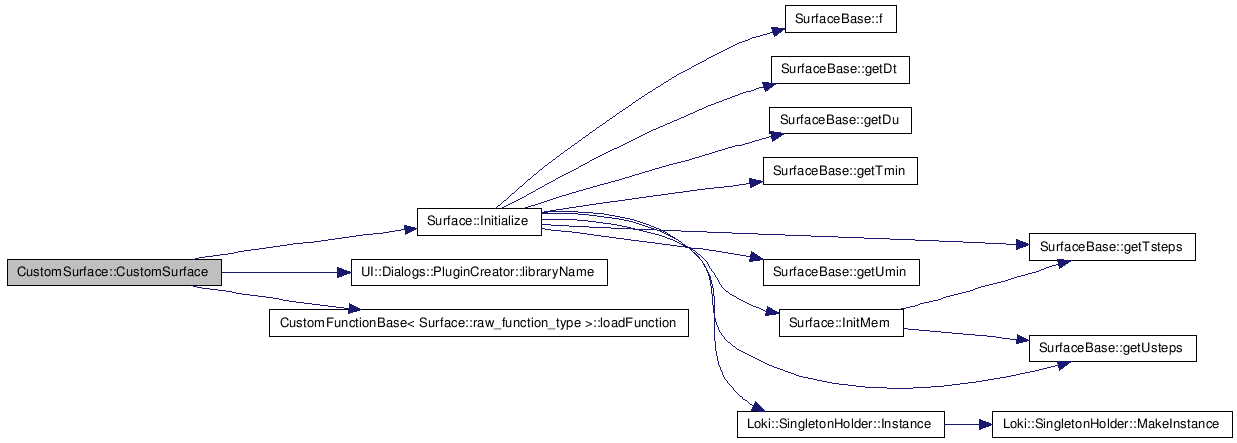 SurfaceBase::f
SurfaceBase::getDt
SurfaceBase::getDu
SurfaceBase::getTmin
Surface::Initialize
SurfaceBase::getTsteps
CustomSurface::CustomSurface
UI::Dialogs::PluginCreator::libraryName
SurfaceBase::getUmin
CustomFunctionBase< Surface::raw_function_type >::loadFunction
Surface::InitMem
SurfaceBase::getUsteps
Loki::SingletonHolder::Instance
Loki::SingletonHolder::MakeInstance